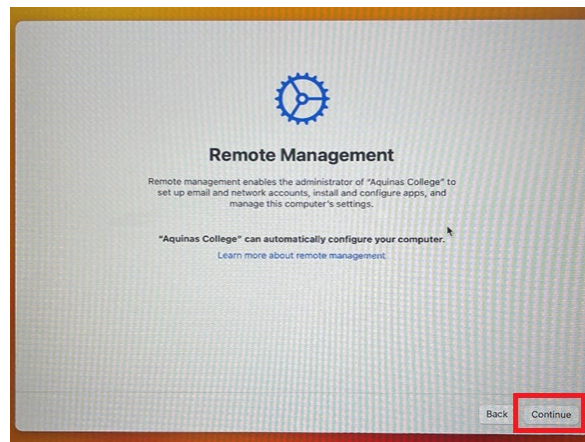 Remote Management
Remote management enables the administrator of "Aquinas College" to
set up email and network accounts, install and configure apps, and
manage this computer's settings.
"Aquinas College" can automatically configure your computer.
Learn more about remote management
Back
Continue